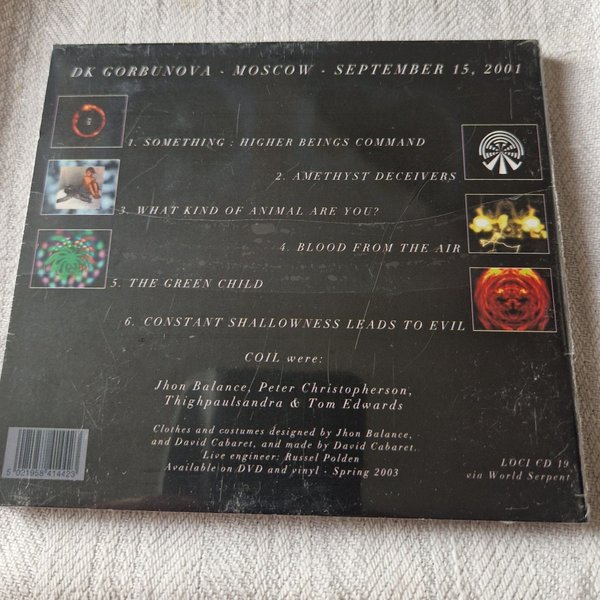 DK GORBUNOVA - MOSCOW - SEPTEMBER 15, 2001
1. SOMETHING : HIGHER BEINGS COMMAND
2. AMETHYST DECEIVERS
3. WHAT KIND OF ANIMAL ARE YOU?
4. BLOOD FROM THE AIR
5. THE GREEN CHILD
6. CONSTANT SHALLOWNESS LEADS TO EVIL
COIL were:
Jhon Balance, Peter Christopherson,
Thighpaulsandra & Tom Edwards
Clothes and costumes designed by Jhon Balance,
and David Cabaret, and made by David Cabaret.
Live engineer: Russel Polden
Available on DVD and vinyl - Spring 2003
5 021958 414423
LOCI CD 19
via World Serpent